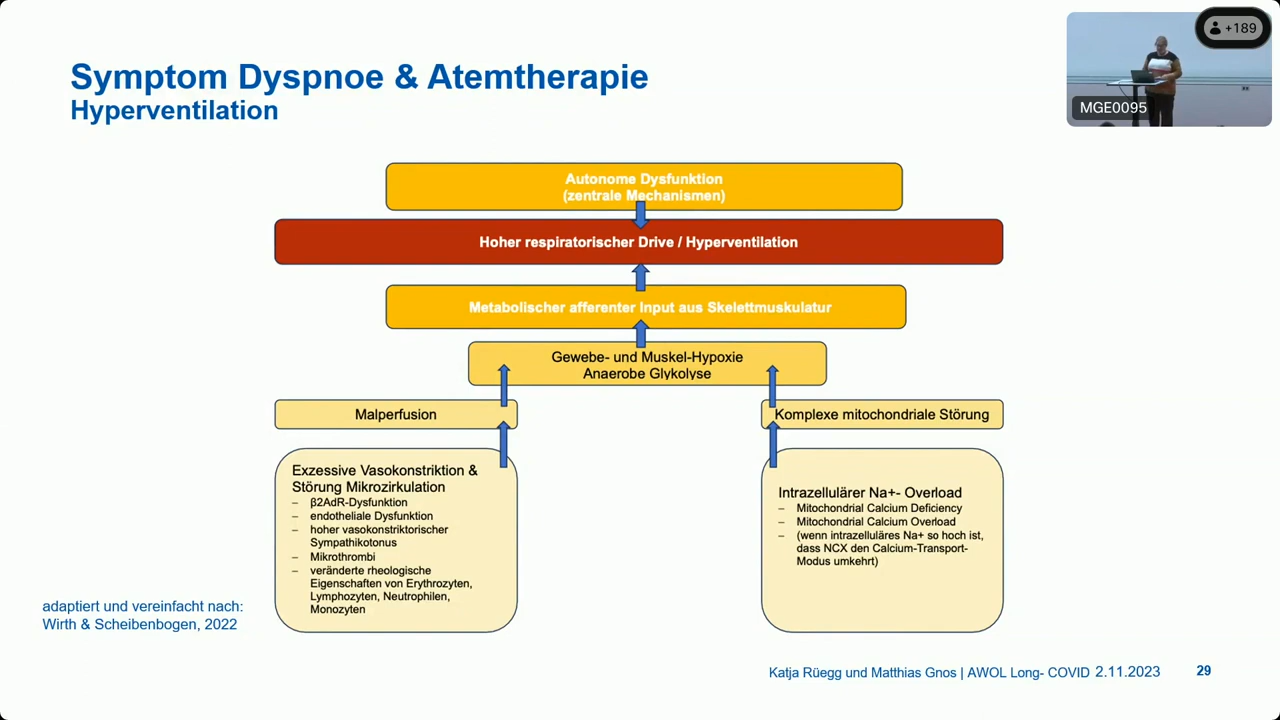 +189
MGE0095
Symptom Dyspnoe & Atemtherapie
Hyperventilation
Autonome Dysfunktion
(zentrale Mechanismen)
Hoher respiratorischer Drive / Hyperventilation
Metabolischer afferenter Input aus Skelettmuskulatur
Gewebe- und Muskel-Hypoxie
Anaerobe Glykolyse
Malperfusion
Komplexe mitochondriale Störung
Exzessive Vasokonstriktion &
Störung Mikrozirkulation
– β2AdR-Dysfunktion
– endotheliale Dysfunktion
– hoher vasokonstriktorischer
Sympathikotonus
– Mikrothrombi
– veränderte rheologische
Eigenschaften von Erythrozyten,
Lymphozyten, Neutrophilen,
Monozyten
Intrazellulärer Na+- Overload
– Mitochondrial Calcium Deficiency
– Mitochondrial Calcium Overload
– (wenn intrazelluläres Na+ so hoch ist,
dass NCX den Calcium-Transport-
Modus umkehrt)
adaptiert und vereinfacht nach:
Wirth & Scheibenbogen, 2022
Katja Rüegg und Matthias Gnos | AWOL Long- COVID 2.11.2023 29